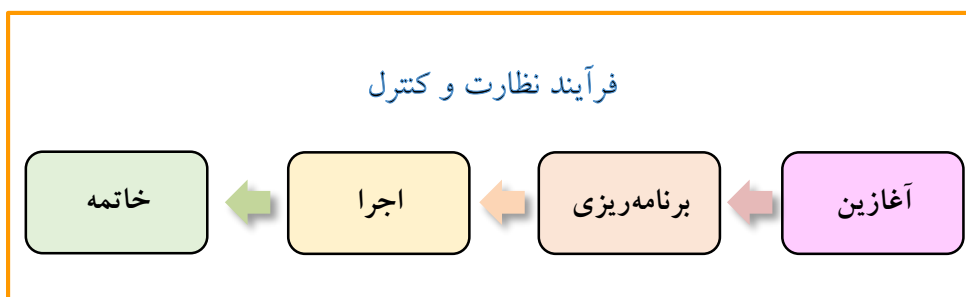 فرآیند نظارت و کنترل
آغازین
برنامه‌ریزی
اجرا
خاتمه